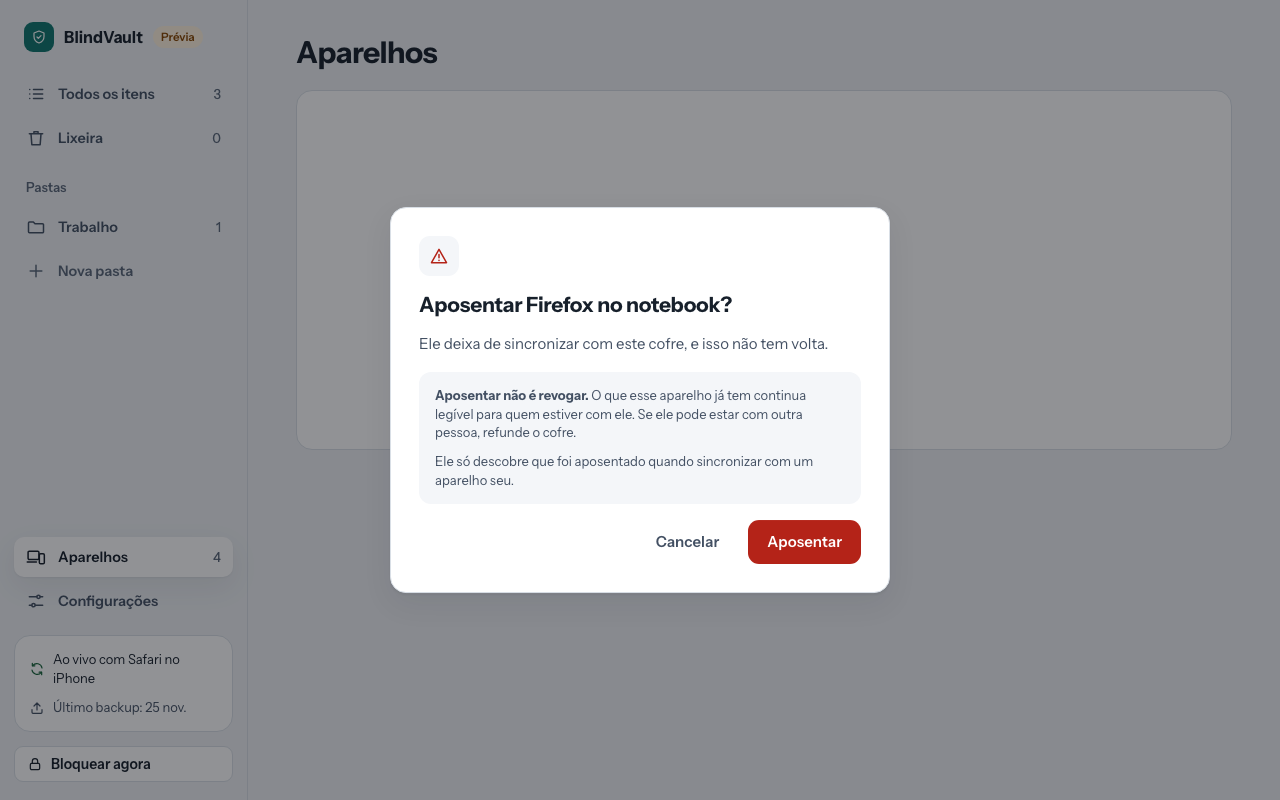 BlindVault Prévia
Todos os itens 3
Lixeira 0
Pastas
Trabalho 1
Nova pasta
Aparelhos 4
Configurações
Ao vivo com Safari no
iPhone
Último backup: 25 nov.
Bloquear agora
Aparelhos
Aposentar Firefox no notebook?
Ele deixa de sincronizar com este cofre, e isso não tem volta.
Aposentar não é revogar. O que esse aparelho já tem continua
legível para quem estiver com ele. Se ele pode estar com outra
pessoa, refunde o cofre.
Ele só descobre que foi aposentado quando sincronizar com um
aparelho seu.
Cancelar Aposentar